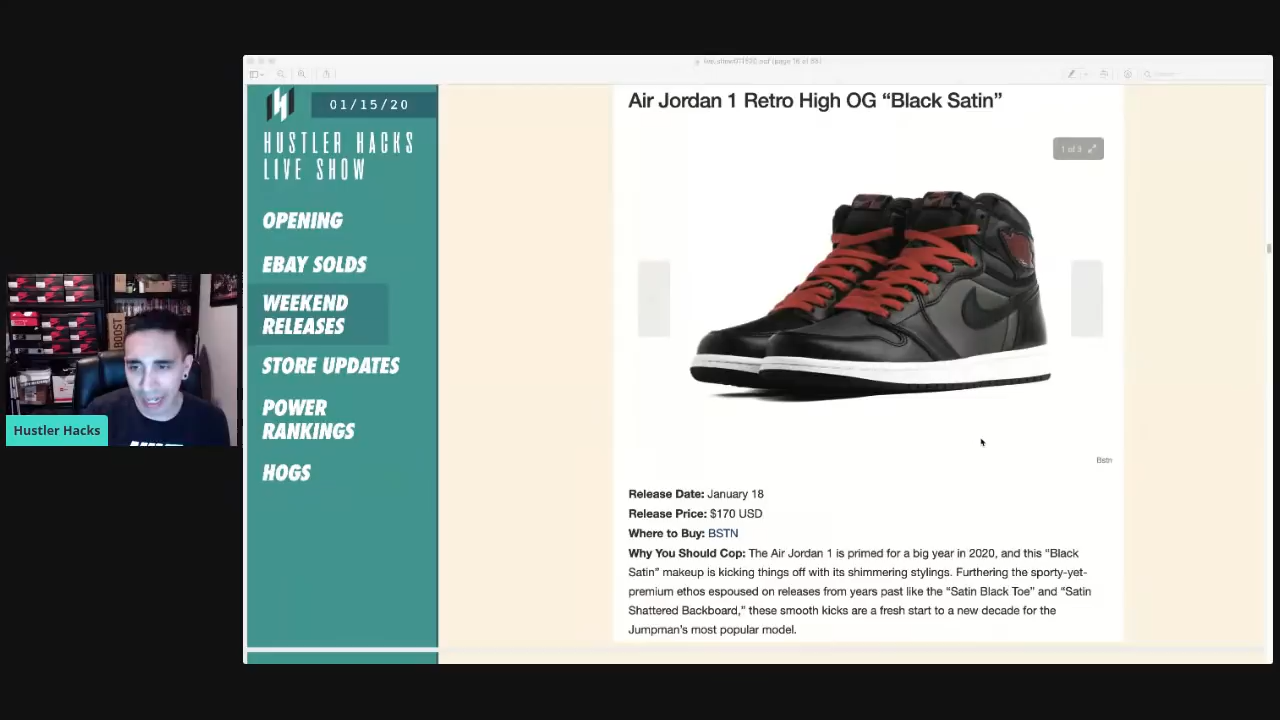 01/15/20
HUSTLER HACKS
LIVE SHOW
OPENING
EBAY SOLDS
WEEKEND
RELEASES
STORE UPDATES
POWER
RANKINGS
HOGS
Hustler Hacks
BOOST
Air Jordan 1 Retro High OG “Black Satin”
1 of 3
Bstn
Release Date: January 18
Release Price: $170 USD
Where to Buy: BSTN
Why You Should Cop: The Air Jordan 1 is primed for a big year in 2020, and this “Black
Satin” makeup is kicking things off with its shimmering stylings. Furthering the sporty-yet-
premium ethos espoused on releases from years past like the “Satin Black Toe” and “Satin
Shattered Backboard,” these smooth kicks are a fresh start to a new decade for the
Jumpman’s most popular model.